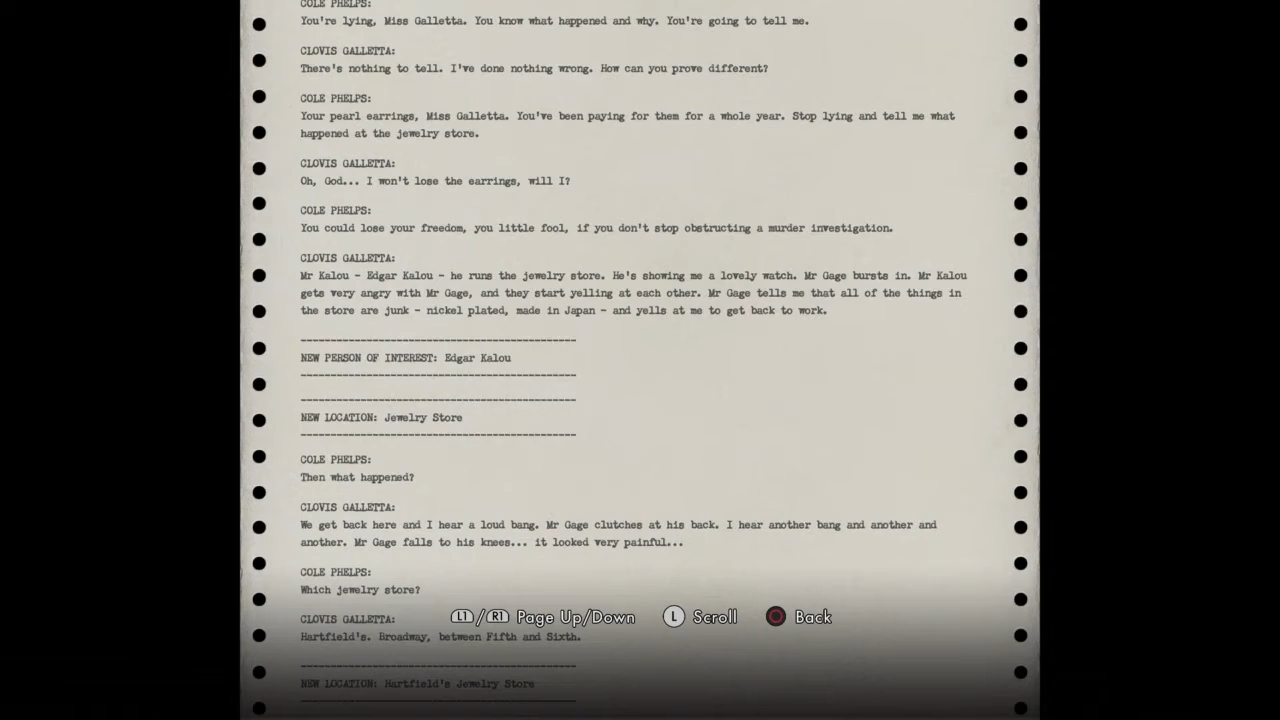 COLE PHELPS:
You're lying, Miss Galletta. You know what happened and why. You're going to tell me.
CLOVIS GALLETTA:
There's nothing to tell. I've done nothing wrong. How can you prove different?
COLE PHELPS:
Your pearl earrings, Miss Galletta. You've been paying for them for a whole year. Stop lying and tell me what
happened at the jewelry store.
CLOVIS GALLETTA:
Oh, God... I won't lose the earrings, will I?
COLE PHELPS:
You could lose your freedom, you little fool, if you don't stop obstructing a murder investigation.
CLOVIS GALLETTA:
Mr Kalou - Edgar Kalou - he runs the jewelry store. He's showing me a lovely watch. Mr Gage bursts in. Mr Kalou
gets very angry with Mr Gage, and they start yelling at each other. Mr Gage tells me that all of the things in
the store are junk - nickel plated, made in Japan - and yells at me to get back to work.
NEW PERSON OF INTEREST: Edgar Kalou
NEW LOCATION: Jewelry Store
COLE PHELPS:
Then what happened?
CLOVIS GALLETTA:
We get back here and I hear a loud bang. Mr Gage clutches at his back. I hear another bang and another and
another. Mr Gage falls to his knees... it looked very painful...
COLE PHELPS:
Which jewelry store?
CLOVIS GALLETTA:
L1/R1 Page Up/Down L Scroll Back
Hartfield's. Broadway, between Fifth and Sixth.
NEW LOCATION: Hartfield's Jewelry Store